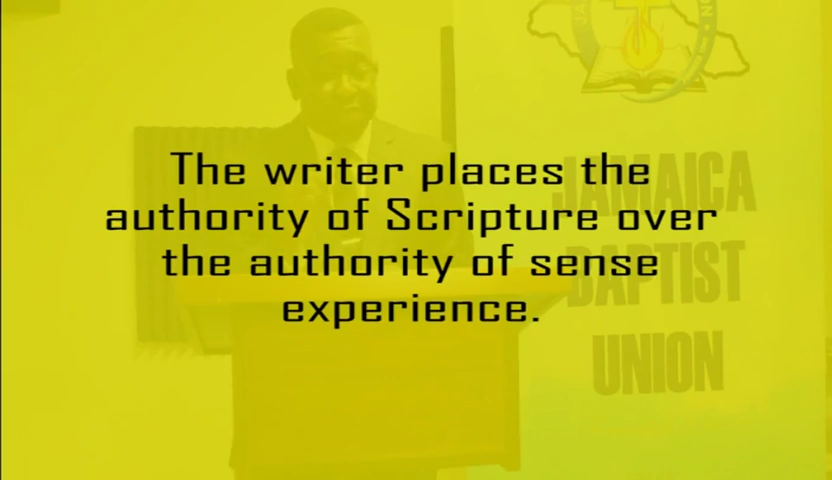 The writer places the
authority of Scripture over
the authority of sense
experience.
JAMAICA
BAPTIST
UNION